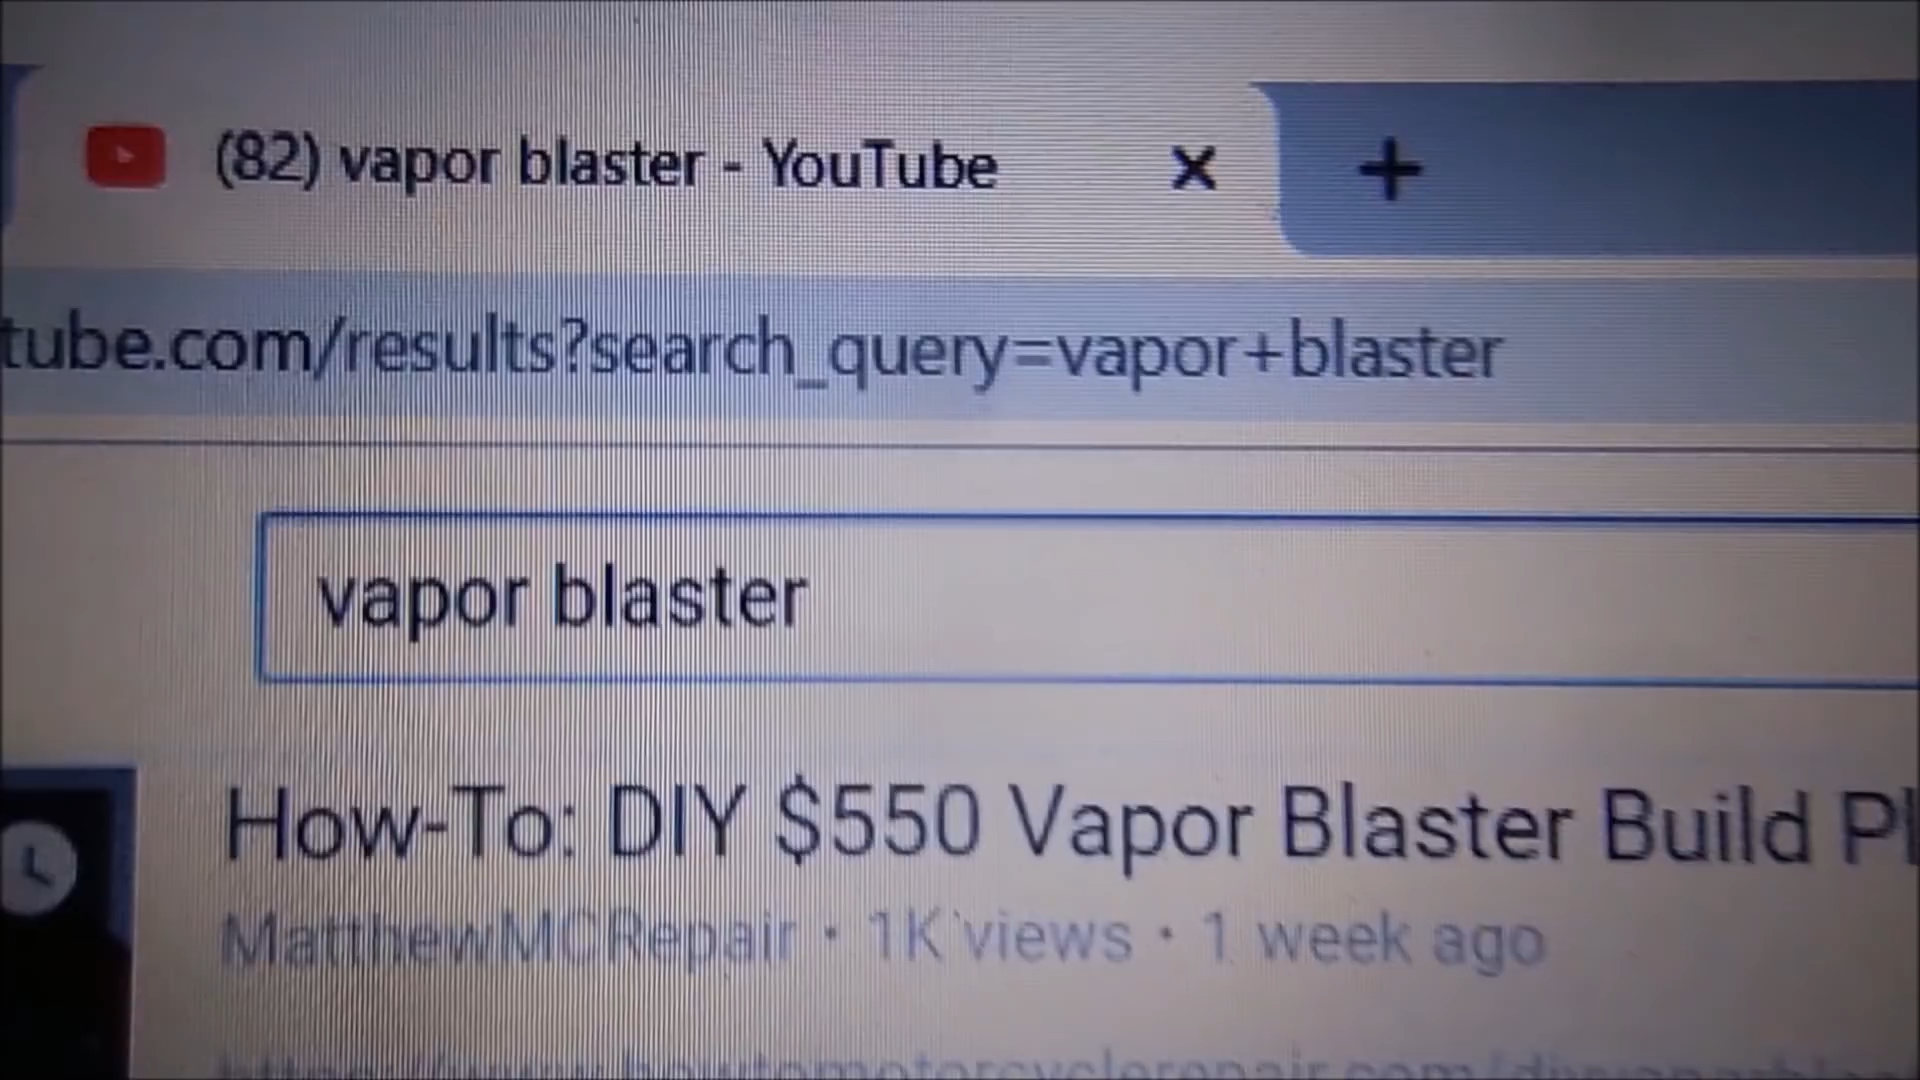 (82) vapor blaster - YouTube
tube.com/results?search_query=vapor+blaster
vapor blaster
How-To: DIY $550 Vapor Blaster Build
MatthewMCRepair • 1K views • 1 week ago